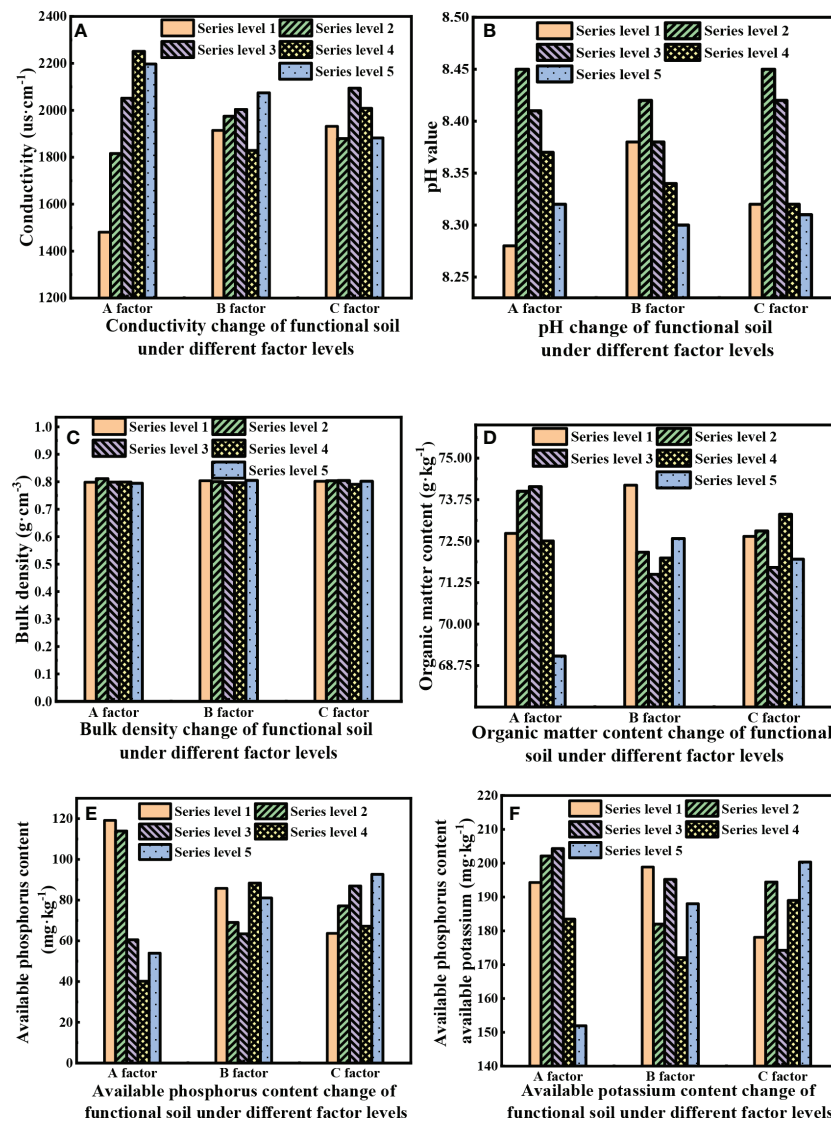 A
Series level 1
Series level 2
Series level 3
Series level 4
Series level 5
2400
2200
2000
1800
1600
1400
1200
Conductivity (us·cm⁻¹)
A factor
B factor
C factor
Conductivity change of functional soil
under different factor levels
B
Series level 1
Series level 2
Series level 3
Series level 4
Series level 5
8.50
8.45
8.40
8.35
8.30
8.25
pH value
A factor
B factor
C factor
pH change of functional soil
under different factor levels
C
Series level 1
Series level 2
Series level 3
Series level 4
Series level 5
1.0
0.9
0.8
0.7
0.6
0.5
0.4
0.3
0.2
0.1
0.0
Bulk density (g·cm⁻³)
A factor
B factor
C factor
Bulk density change of functional soil
under different factor levels
D
Series level 1
Series level 2
Series level 3
Series level 4
Series level 5
75.00
73.75
72.50
71.25
70.00
68.75
Organic matter content (g·kg⁻¹)
A factor
B factor
C factor
Organic matter content change of functional
soil under different factor levels
E
Series level 1
Series level 2
Series level 3
Series level 4
Series level 5
120
100
80
60
40
20
0
Available phosphorus content
(mg·kg⁻¹)
A factor
B factor
C factor
Available phosphorus content change of
functional soil under different factor levels
F
Series level 1
Series level 2
Series level 3
Series level 4
Series level 5
220
210
200
190
180
170
160
150
140
Available phosphorus content
available potassium (mg·kg⁻¹)
A factor
B factor
C factor
Available potassium content change of
functional soil under different factor levels